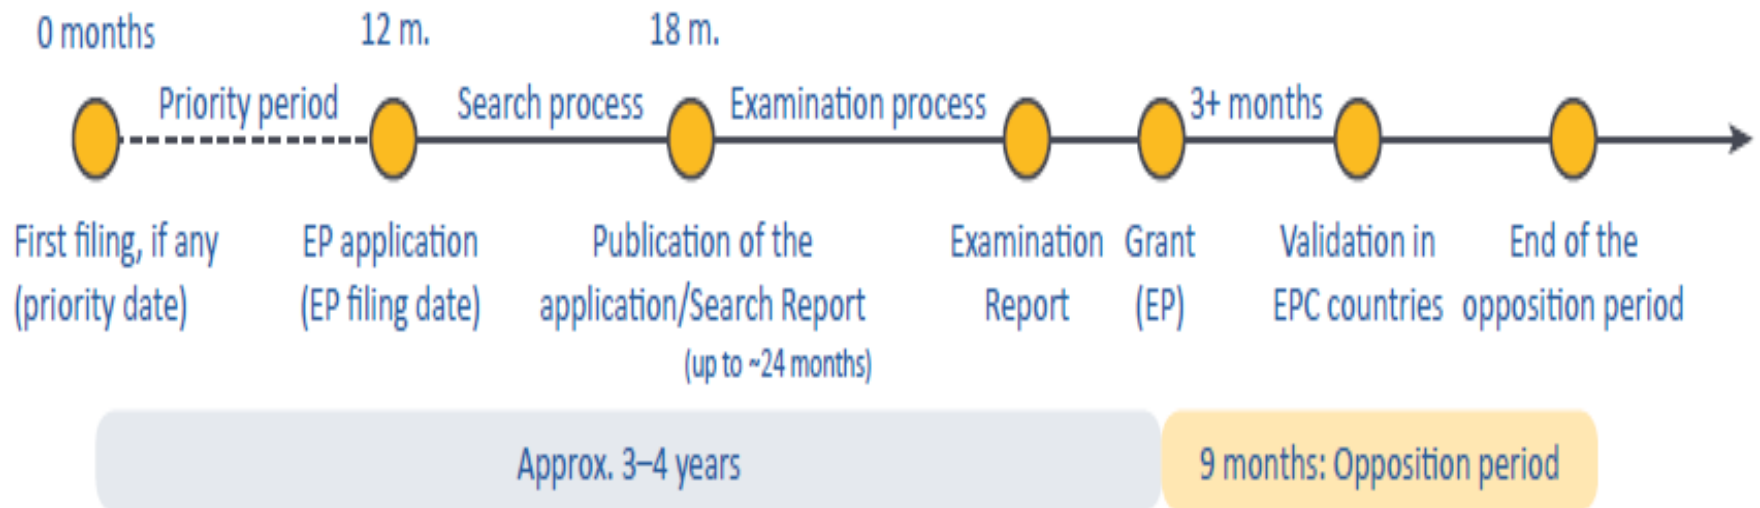 0 months
12 m.
18 m.
Priority period
Search process
Examination process
3+ months
First filing, if any
(priority date)
EP application
(EP filing date)
Publication of the
application/Search Report
(up to ~24 months)
Examination
Report
Grant
(EP)
Validation in
EPC countries
End of the
opposition period
Approx. 3–4 years
9 months: Opposition period